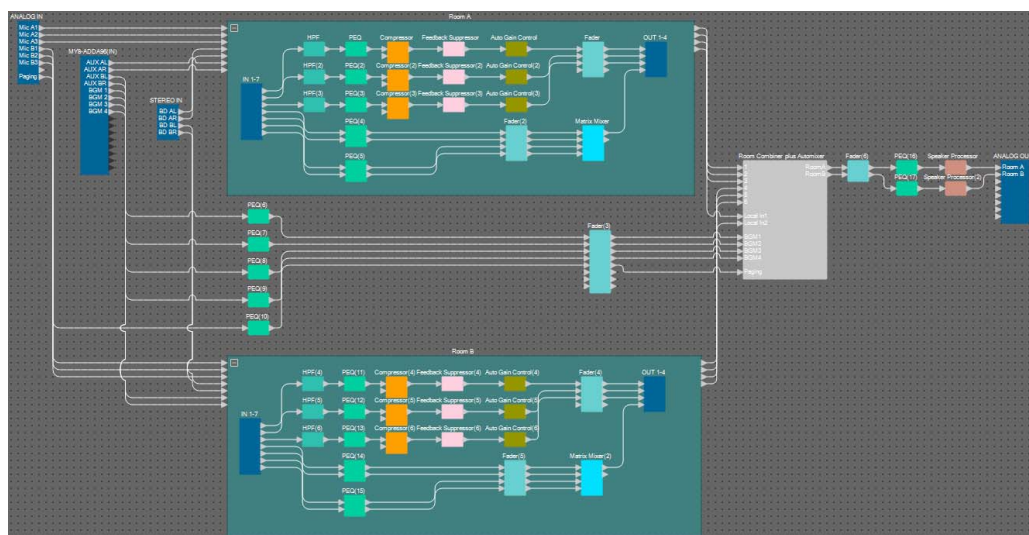 ANALOG IN
Mic A1
Mic A2
Mic A3
Mic B1
Mic B2
Mic B3
Paging
MY8-ADDA96(IN)
AUX AL
AUX AR
AUX BL
AUX BR
BGM 1
BGM 2
BGM 3
BGM 4
STEREO IN
BD AL
BD AR
BD BL
BD BR
Room A
IN 1-7
HPF PEQ Compressor Feedback Suppressor Auto Gain Control Fader OUT 1-4
HPF(2) PEQ(2) Compressor(2) Feedback Suppressor(2) Auto Gain Control(2)
HPF(3) PEQ(3) Compressor(3) Feedback Suppressor(3) Auto Gain Control(3)
PEQ(4) Fader(2) Matrix Mixer
PEQ(5)
PEQ(6)
PEQ(7)
PEQ(8)
PEQ(9)
PEQ(10)
Fader(3)
Room Combiner plus Automixer
1
2
3
4
5
6
Local In1
Local In2
BGM1
BGM2
BGM3
BGM4
Paging
RoomA
RoomB
Fader(6) PEQ(16) Speaker Processor
PEQ(17) Speaker Processor(2)
ANALOG OU
Room A
Room B
Room B
IN 1-7
HPF(4) PEQ(11) Compressor(4) Feedback Suppressor(4) Auto Gain Control(4) Fader(4) OUT 1-4
HPF(5) PEQ(12) Compressor(5) Feedback Suppressor(5) Auto Gain Control(5)
HPF(6) PEQ(13) Compressor(6) Feedback Suppressor(6) Auto Gain Control(6)
PEQ(14) Fader(5) Matrix Mixer(2)
PEQ(15)